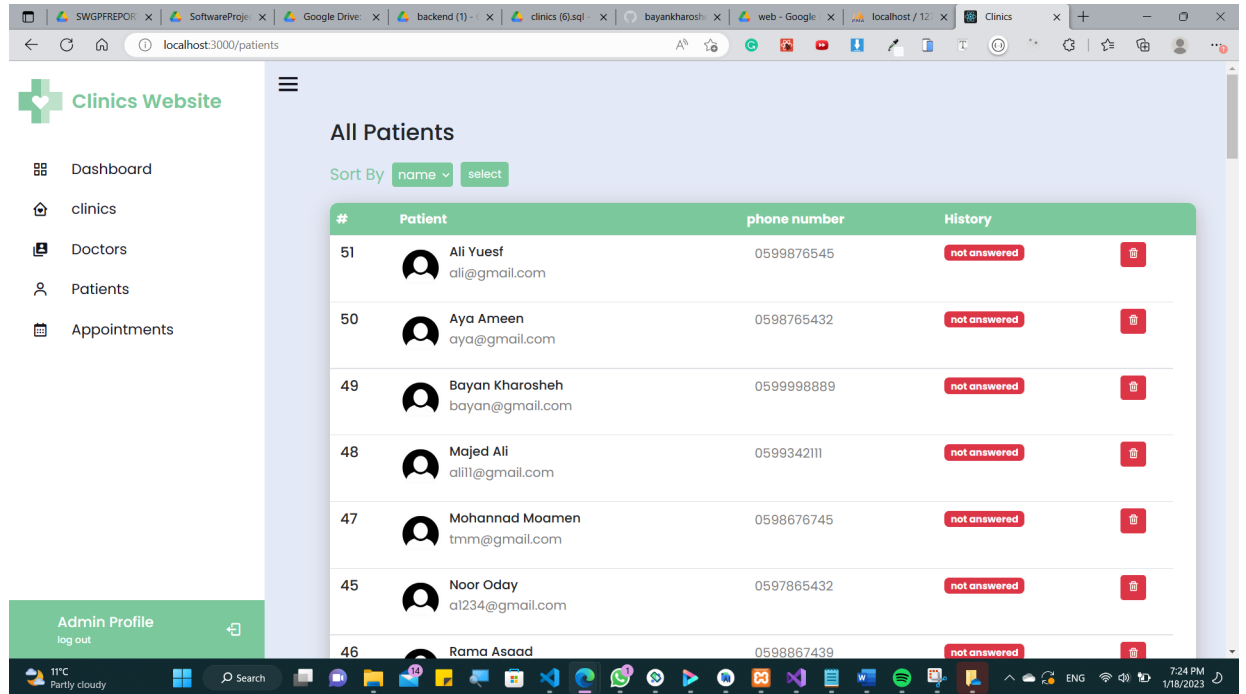 SWGPFREPOR
SoftwareProje
Google Drive:
backend (1) -
clinics (6).sql -
bayankharosh
web - Google
localhost / 12
Clinics
localhost:3000/patients
Clinics Website
Dashboard
clinics
Doctors
Patients
Appointments
Admin Profile
log out
All Patients
Sort By name select
# Patient phone number History
51 Ali Yuesf 0599876545 not answered
ali@gmail.com
50 Aya Ameen 0598765432 not answered
aya@gmail.com
49 Bayan Kharosheh 0599998889 not answered
bayan@gmail.com
48 Majed Ali 0599342111 not answered
ali11@gmail.com
47 Mohannad Moamen 0598676745 not answered
tmm@gmail.com
45 Noor Oday 0597865432 not answered
a1234@gmail.com
46 Rama Asaad 0598867439 not answered
11°C
Partly cloudy
Search
14
ENG
7:24 PM
1/18/2023